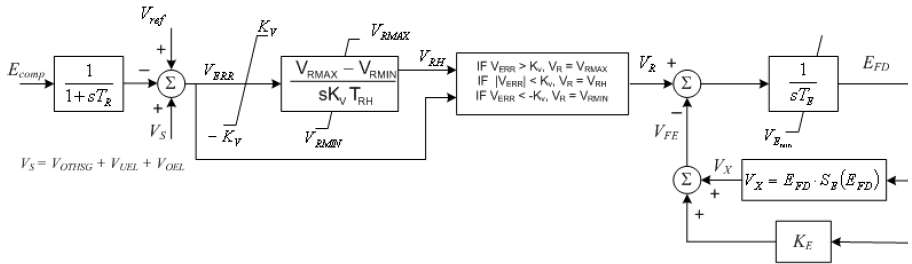 V_ref
E_comp
1 / (1 + sT_R)
−
+
+
Σ
V_ERR
K_V
−K_V
V_S
V_S = V_OTHSG + V_UEL + V_OEL
V_RMAX
(V_RMAX − V_RMIN) / (sK_V T_RH)
V_RMIN
V_RH
IF V_ERR > K_v, V_R = V_RMAX
IF |V_ERR| < K_v, V_R = V_RH
IF V_ERR < -K_v, V_R = V_RMIN
V_R
+
Σ
−
V_FE
1 / (sT_E)
V_Emin
E_FD
Σ
V_X
+
+
V_X = E_FD · S_E(E_FD)
K_E